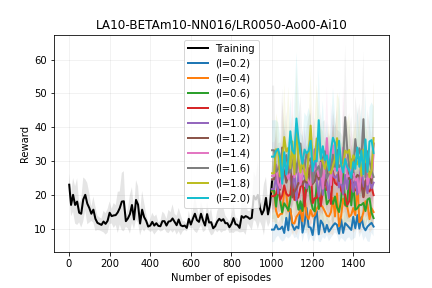 LA10-BETAm10-NN016/LR0050-Ao00-Ai10
Reward
60
50
40
30
20
10
Training
(l=0.2)
(l=0.4)
(l=0.6)
(l=0.8)
(l=1.0)
(l=1.2)
(l=1.4)
(l=1.6)
(l=1.8)
(l=2.0)
0 200 400 600 800 1000 1200 1400
Number of episodes